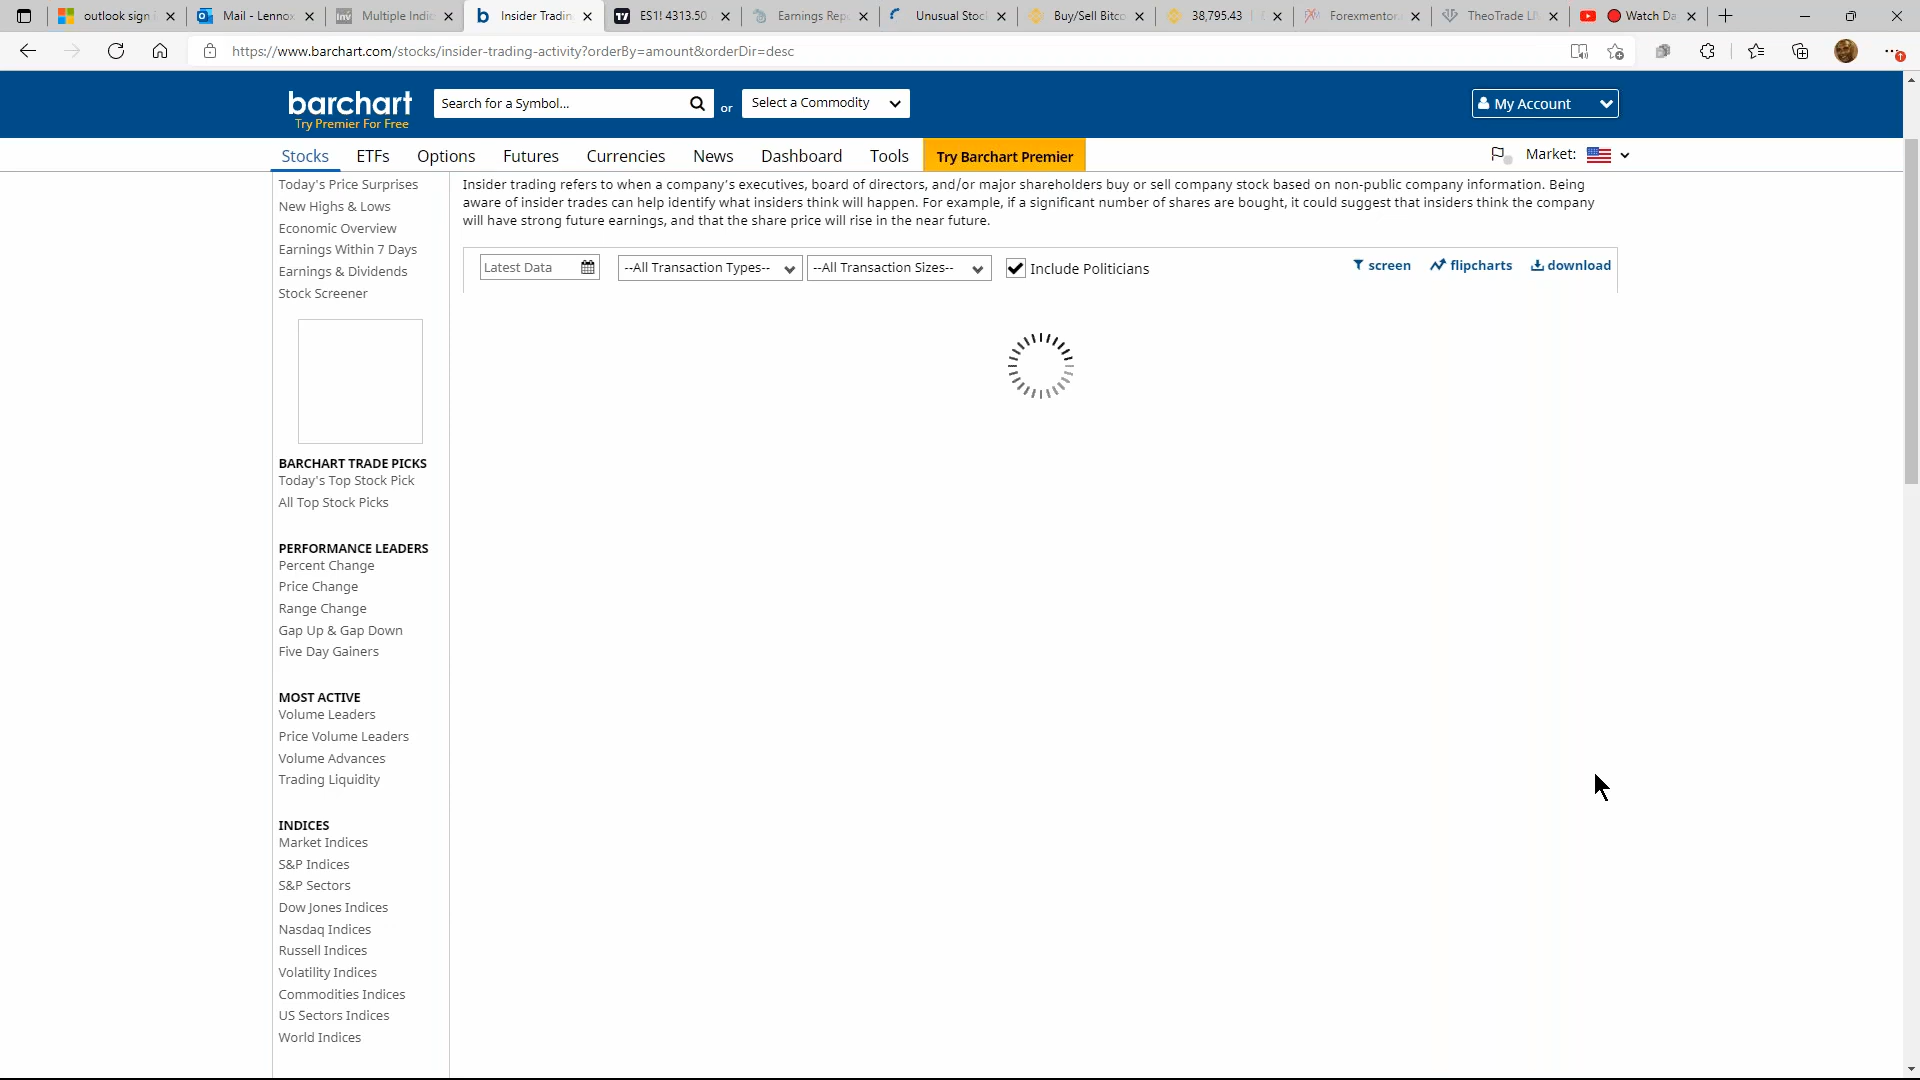 outlook sign
Mail - Lennox
Multiple Indic
Insider Tradin
ES1! 4313.50
Earnings Rep
Unusual Stoc
Buy/Sell Bitco
38,795.43
Forexmentor
TheoTrade LI
Watch Da
https://www.barchart.com/stocks/insider-trading-activity?orderBy=amount&orderDir=desc
barchart
Try Premier For Free
Search for a Symbol...
or
Select a Commodity
My Account
Stocks
ETFs
Options
Futures
Currencies
News
Dashboard
Tools
Try Barchart Premier
Market:
Today's Price Surprises
New Highs & Lows
Economic Overview
Earnings Within 7 Days
Earnings & Dividends
Stock Screener
BARCHART TRADE PICKS
Today's Top Stock Pick
All Top Stock Picks
PERFORMANCE LEADERS
Percent Change
Price Change
Range Change
Gap Up & Gap Down
Five Day Gainers
MOST ACTIVE
Volume Leaders
Price Volume Leaders
Volume Advances
Trading Liquidity
INDICES
Market Indices
S&P Indices
S&P Sectors
Dow Jones Indices
Nasdaq Indices
Russell Indices
Volatility Indices
Commodities Indices
US Sectors Indices
World Indices
Insider trading refers to when a company's executives, board of directors, and/or major shareholders buy or sell company stock based on non-public company information. Being
aware of insider trades can help identify what insiders think will happen. For example, if a significant number of shares are bought, it could suggest that insiders think the company
will have strong future earnings, and that the share price will rise in the near future.
Latest Data
--All Transaction Types--
--All Transaction Sizes--
Include Politicians
screen
flipcharts
download